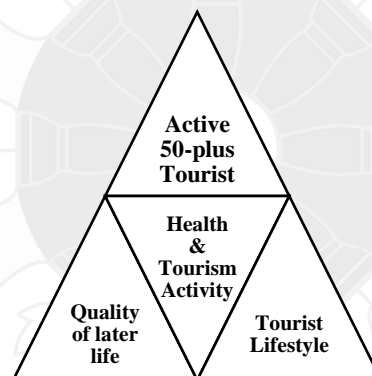 Active
50-plus
Tourist
Health
&
Tourism
Activity
Quality
of later
life
Tourist
Lifestyle